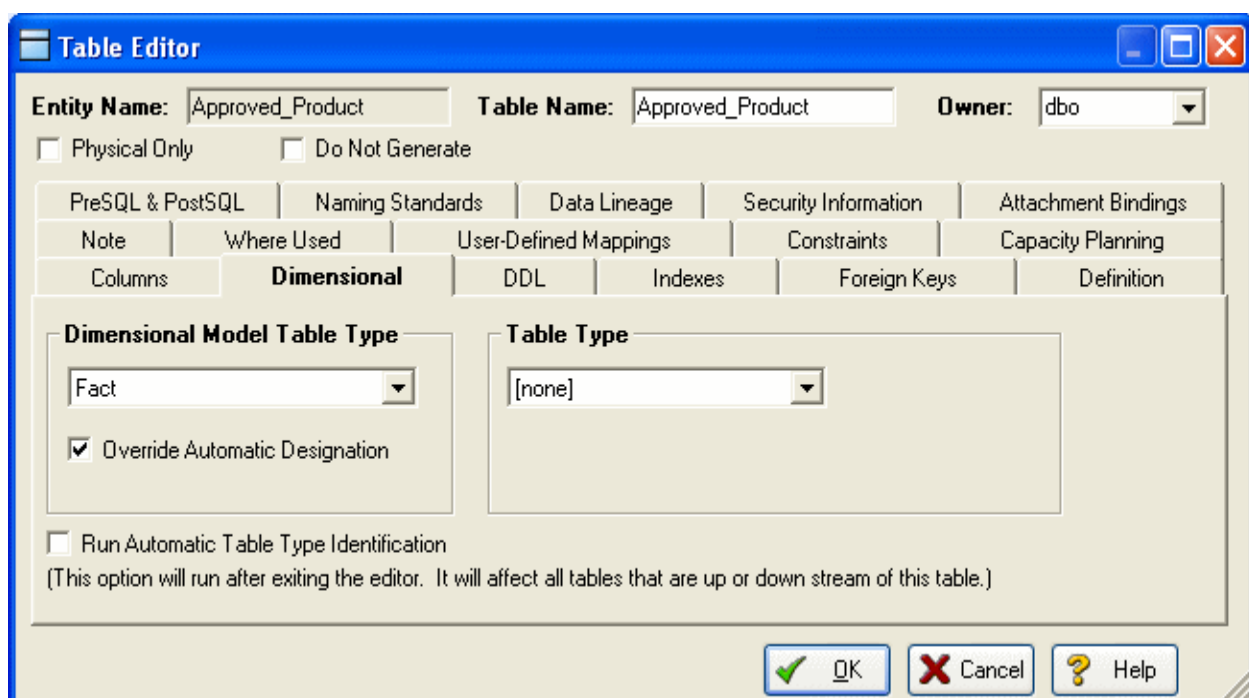 Table Editor
Entity Name: Approved_Product Table Name: Approved_Product Owner: dbo
Physical Only Do Not Generate
PreSQL & PostSQL Naming Standards Data Lineage Security Information Attachment Bindings
Note Where Used User-Defined Mappings Constraints Capacity Planning
Columns Dimensional DDL Indexes Foreign Keys Definition
Dimensional Model Table Type Table Type
Fact [none]
Override Automatic Designation
Run Automatic Table Type Identification
(This option will run after exiting the editor. It will affect all tables that are up or down stream of this table.)
OK Cancel Help